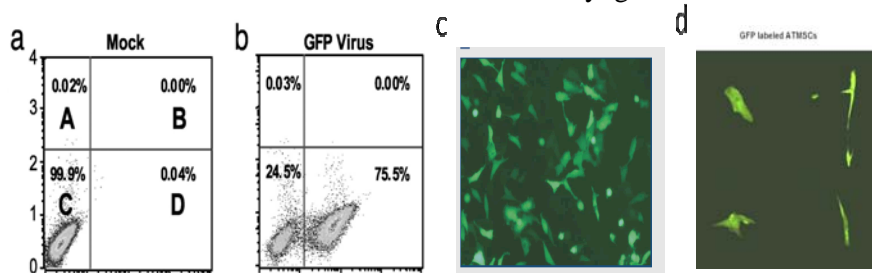 a
Mock
b
GFP Virus
c
d
GFP labeled ATMSCs
4
3
2
1
0
0.02%
0.00%
A
B
99.9%
0.04%
C
D
0.03%
0.00%
24.5%
75.5%